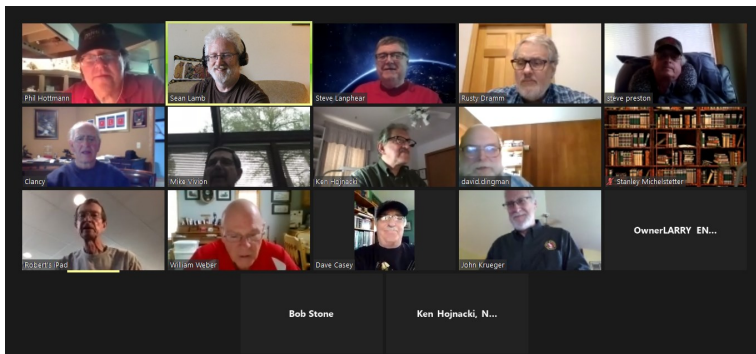 Phil Hottmann
Sean Lamb
Steve Lanphear
Rusty Dramm
steve preston
Clancy
Mike Vivion
Ken Hojnacki
david.dingman
Stanley Michelstetter
Robert's iPad
William Weber
Dave Casey
John Krueger
OwnerLARRY EN...
Bob Stone
Ken Hojnacki, N...